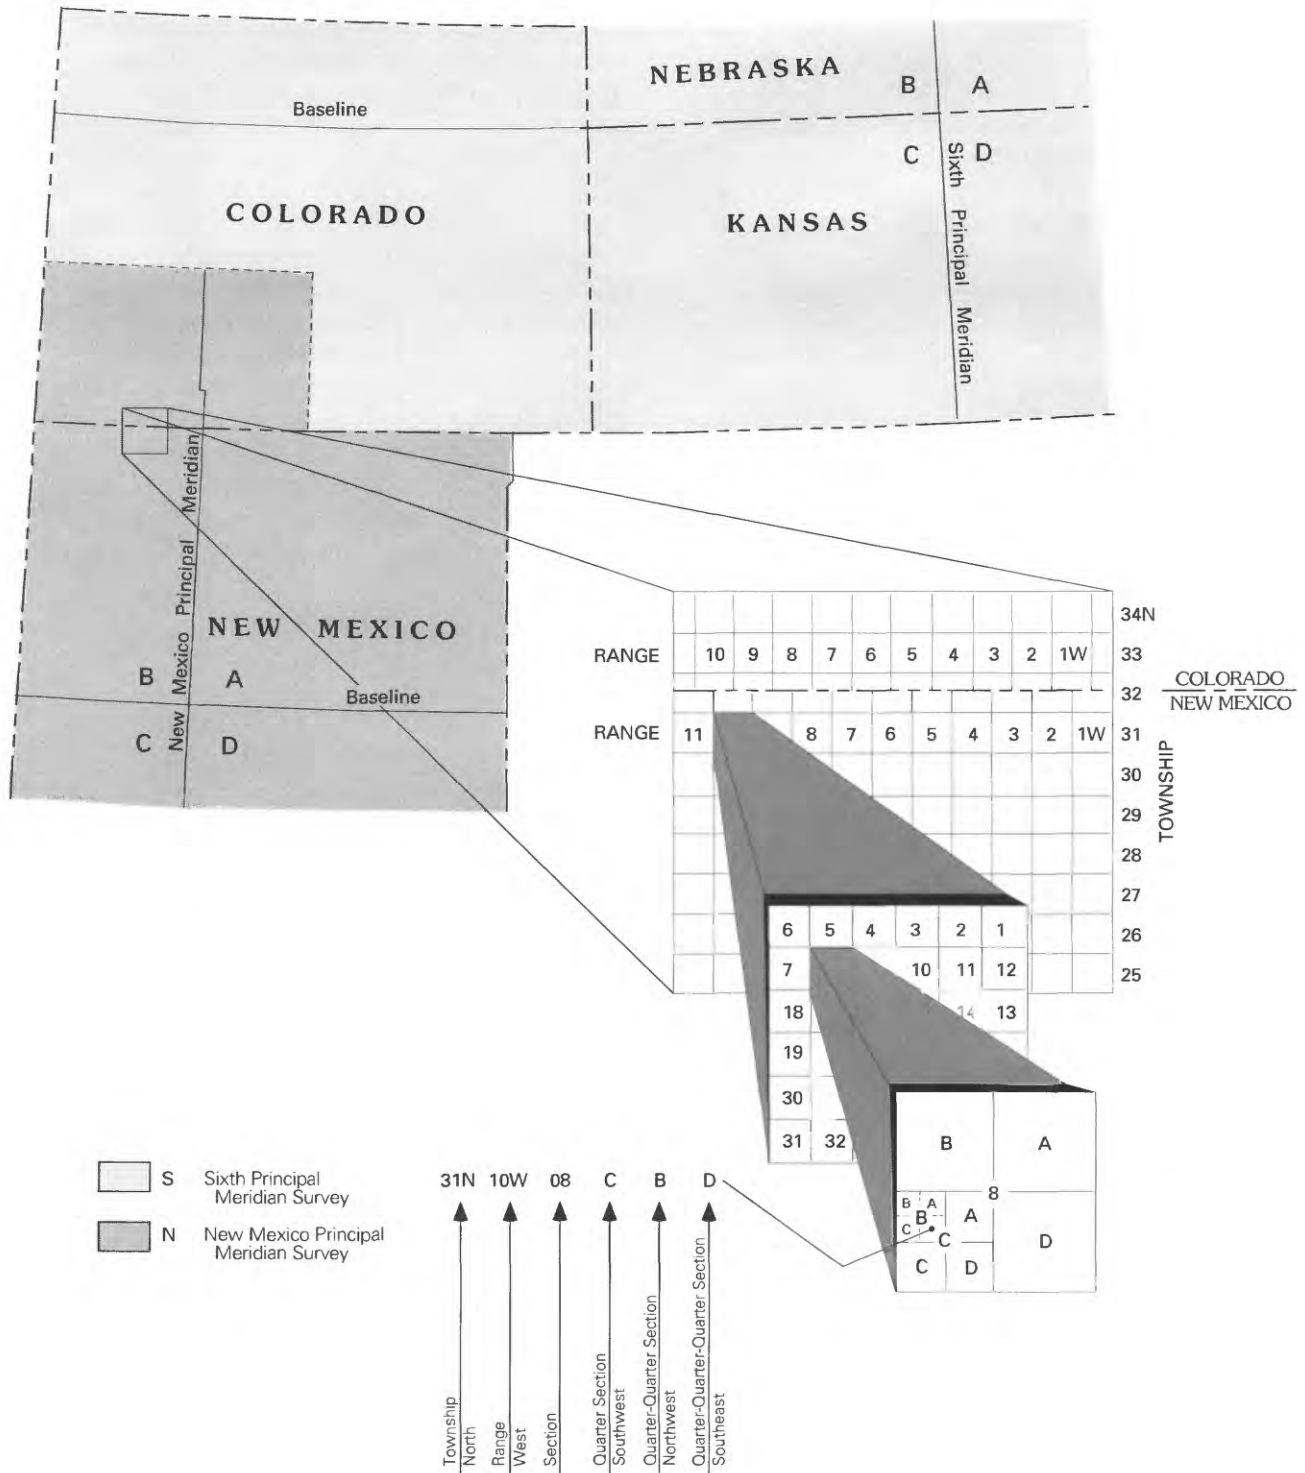 NEBRASKA
B A
Baseline
C D
Sixth Principal Meridian
COLORADO
KANSAS
New Mexico Principal Meridian
NEW MEXICO
B A
Baseline
C D
34N
RANGE 10 9 8 7 6 5 4 3 2 1W 33
COLORADO
32
NEW MEXICO
RANGE 11 8 7 6 5 4 3 2 1W 31
TOWNSHIP
30
29
28
27
26
25
6 5 4 3 2 1
7 10 11 12
18 14 13
19
30
31 32
B A
8
B A
B A
C
C D
C D
S Sixth Principal
Meridian Survey
N New Mexico Principal
Meridian Survey
31N 10W 08 C B D
Township
North
Range
West
Section
Quarter Section
Southwest
Quarter-Quarter Section
Northwest
Quarter-Quarter-Quarter Section
Southeast